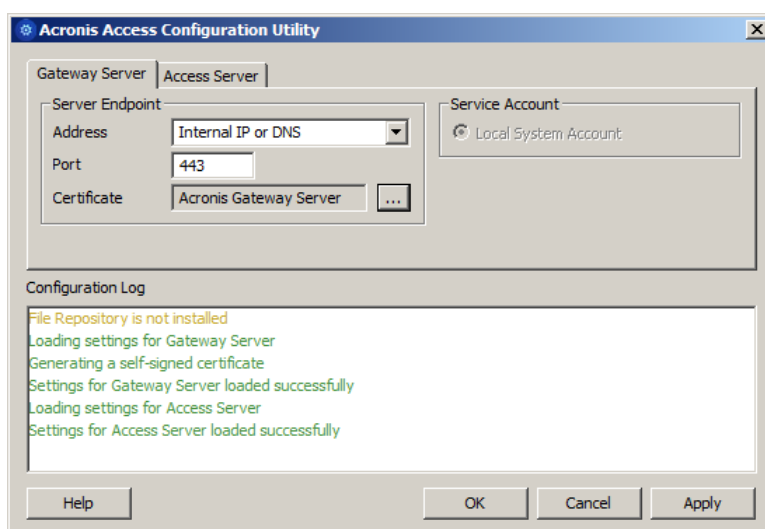 Acronis Access Configuration Utility
Gateway Server Access Server
Server Endpoint
Address Internal IP or DNS
Port 443
Certificate Acronis Gateway Server ...
Service Account
Local System Account
Configuration Log
File Repository is not installed
Loading settings for Gateway Server
Generating a self-signed certificate
Settings for Gateway Server loaded successfully
Loading settings for Access Server
Settings for Access Server loaded successfully
Help OK Cancel Apply